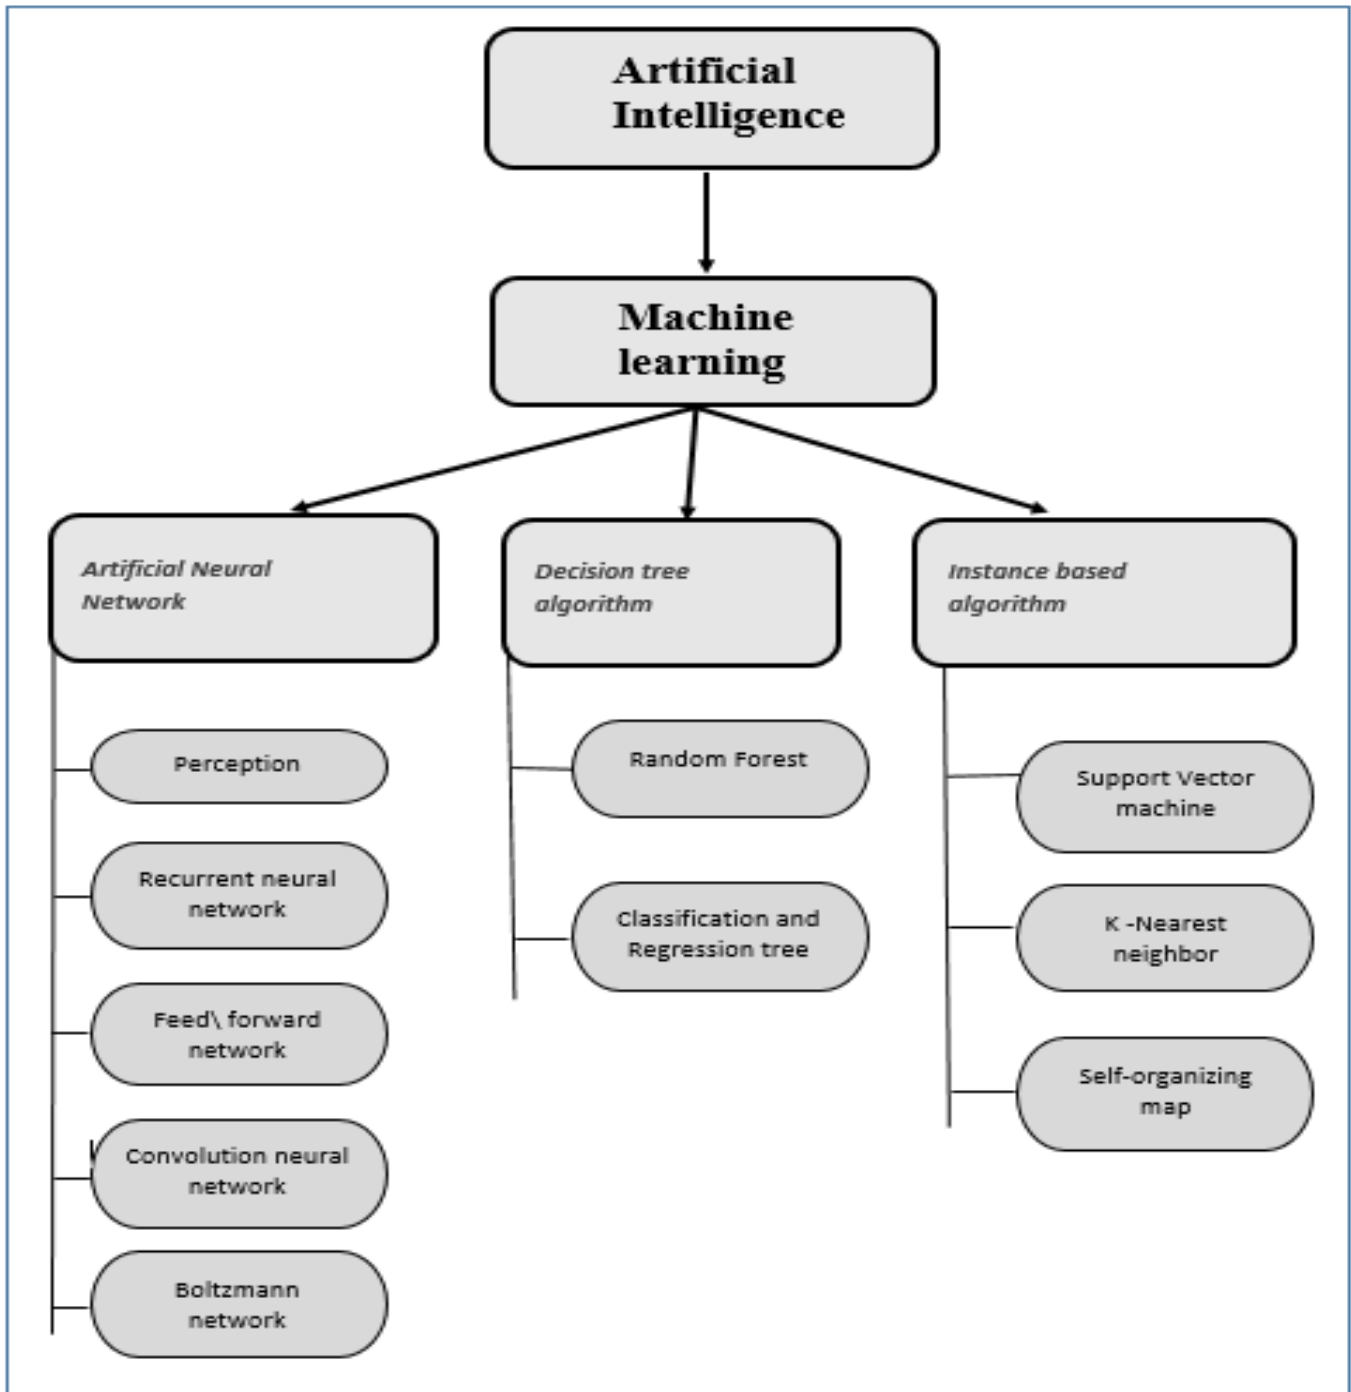 Artificial
Intelligence
Machine
learning
Artificial Neural
Network
Perception
Recurrent neural
network
Feed\ forward
network
Convolution neural
network
Boltzmann
network
Decision tree
algorithm
Random Forest
Classification and
Regression tree
Instance based
algorithm
Support Vector
machine
K -Nearest
neighbor
Self-organizing
map